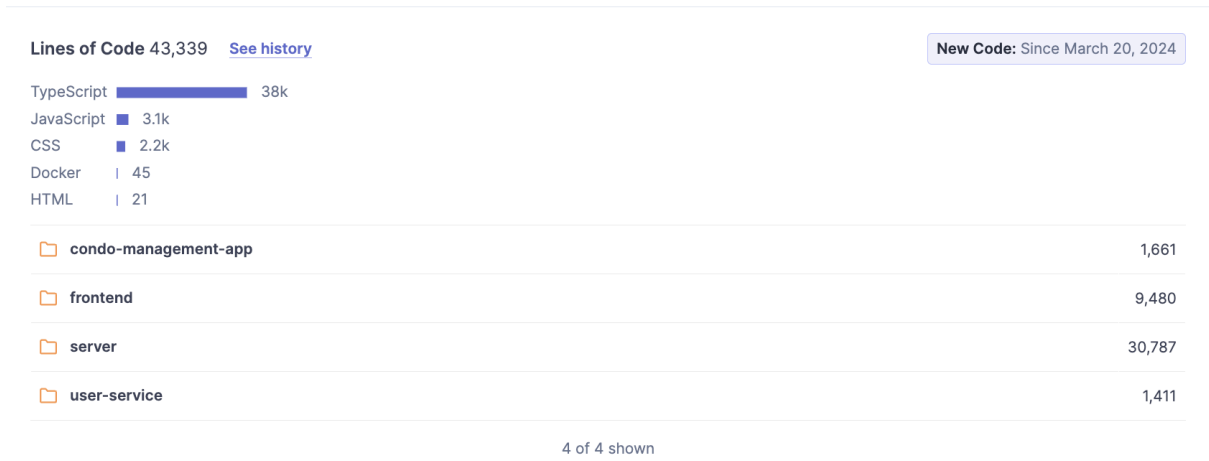 Lines of Code 43,339 See history New Code: Since March 20, 2024
TypeScript 38k
JavaScript 3.1k
CSS 2.2k
Docker 45
HTML 21
condo-management-app 1,661
frontend 9,480
server 30,787
user-service 1,411
4 of 4 shown